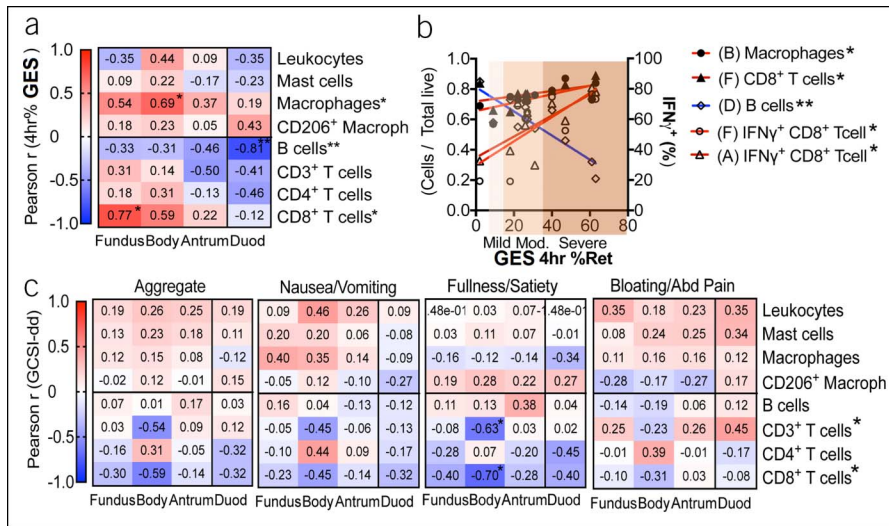 a
Pearson r (4hr% GES)
1.0
0.5
0
-0.5
-1.0
-0.35 0.44 0.09 -0.35 Leukocytes
0.09 0.22 -0.17 -0.23 Mast cells
0.54 0.69* 0.37 0.19 Macrophages*
0.18 0.23 0.05 0.43 CD206+ Macroph
-0.33 -0.31 -0.46 -0.81** B cells**
0.31 0.14 -0.50 -0.41 CD3+ T cells
0.18 0.31 -0.13 -0.46 CD4+ T cells
0.77* 0.59 0.22 -0.12 CD8+ T cells*
Fundus Body Antrum Duod
b
(Cells / Total live)
1.0
0.8
0.6
0.4
0.2
0.0
0 20 40 60 80
Mild Mod. Severe
GES 4hr %Ret
100
80
60
40
20
0
IFNγ+ (%)
(B) Macrophages*
(F) CD8+ T cells*
(D) B cells**
(F) IFNγ+ CD8+ Tcell*
(A) IFNγ+ CD8+ Tcell*
c
Pearson r (GCSI-dd)
1.0
0.5
0
-0.5
-1.0
Aggregate
0.19 0.26 0.25 0.19
0.13 0.23 0.18 0.11
0.12 0.15 0.08 -0.12
-0.02 0.12 -0.01 0.15
0.07 0.01 0.17 0.03
0.03 -0.54 0.09 0.12
-0.16 0.31 -0.04 -0.32
-0.30 -0.59 -0.14 -0.32
Fundus Body Antrum Duod
Nausea/Vomiting
0.09 0.46 0.26 0.09
0.20 0.20 0.06 -0.08
0.40 0.35 0.14 -0.09
-0.05 0.12 -0.10 -0.27
0.16 0.04 -0.13 -0.12
-0.05 -0.45 -0.06 -0.13
-0.10 0.44 0.09 -0.17
-0.23 -0.45 -0.14 -0.32
Fundus Body Antrum Duod
Fullness/Satiety
.48e-01 0.03 0.07 -1.48e-01
0.03 0.11 0.07 -0.01
-0.16 -0.12 -0.14 -0.34
0.19 0.28 0.22 0.27
0.11 0.13 0.38 0.04
-0.08 -0.63* 0.03 0.02
-0.28 0.07 -0.20 -0.45
-0.40 -0.70* -0.28 -0.40
Fundus Body Antrum Duod
Bloating/Abd Pain
0.35 0.18 0.23 0.35 Leukocytes
0.08 0.24 0.25 0.34 Mast cells
0.11 0.16 0.16 0.12 Macrophages
-0.28 -0.17 -0.27 0.17 CD206+ Macroph
-0.14 -0.19 0.06 0.12 B cells
0.25 -0.23 0.26 0.45 CD3+ T cells*
-0.01 0.39 -0.01 -0.17 CD4+ T cells
-0.10 -0.31 0.03 -0.08 CD8+ T cells*
Fundus Body Antrum Duod